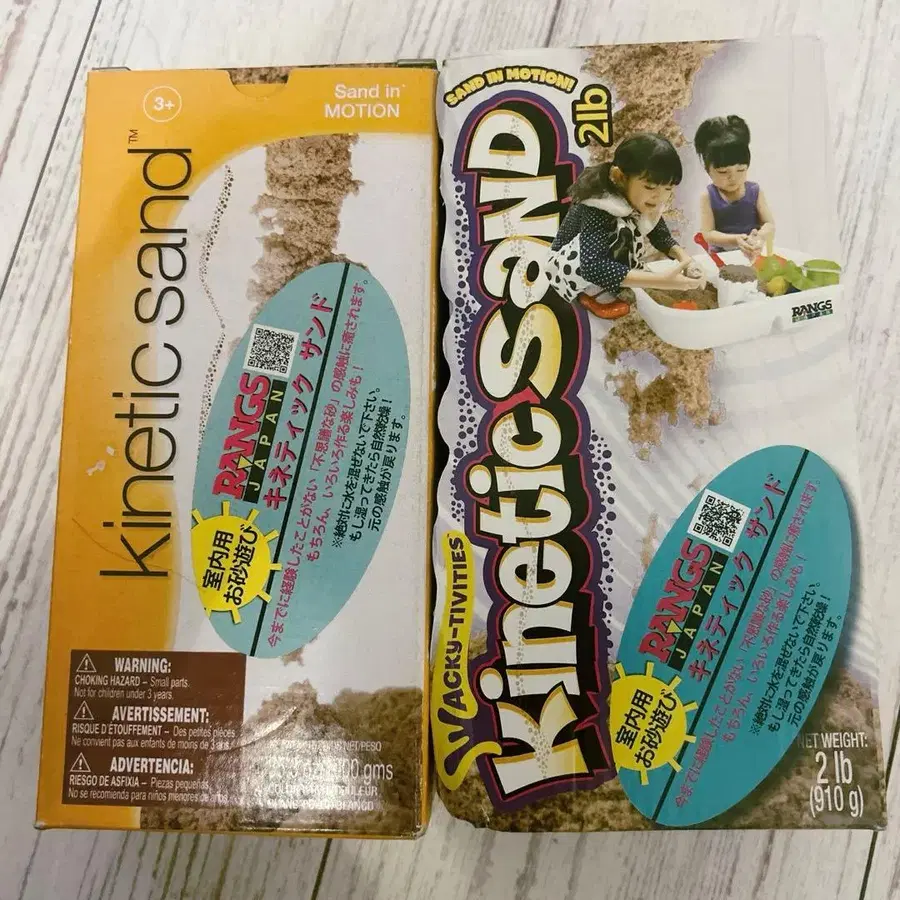 3+
Sand in™
MOTION
kinetic sand™
RANGS
JAPAN
キネティック サンド
室内用
お砂遊び
今までに経験したことがない「不思議な砂」の感触に癒されます。
もちろん、いろいろ作る楽しみも！
※絶対に水を混ぜないで下さい。
もし湿ってきたら自然乾燥！
元の感触が戻ります。
WARNING:
CHOKING HAZARD – Small parts.
Not for children under 3 years.
AVERTISSEMENT:
RISQUE D'ÉTOUFFEMENT – Des petites pièces
Ne convient pas aux enfants de moins de 3 ans
ADVERTENCIA:
RIESGO DE ASFIXIA – Piezas pequeñas
No se recomienda para niños menores de años
gms
SAND IN MOTION!
2lb
WACKY-TIVITIES
KineticSAND
RANGS
RANGS
JAPAN
キネティック サンド
室内用
お砂遊び
今までに経験したことがない「不思議な砂」の感触に癒されます。
もちろん、いろいろ作る楽しみも！
※絶対に水を混ぜないで下さい。
もし湿ってきたら自然乾燥！
元の感触が戻ります。
NET WEIGHT:
2 lb
(910 g)